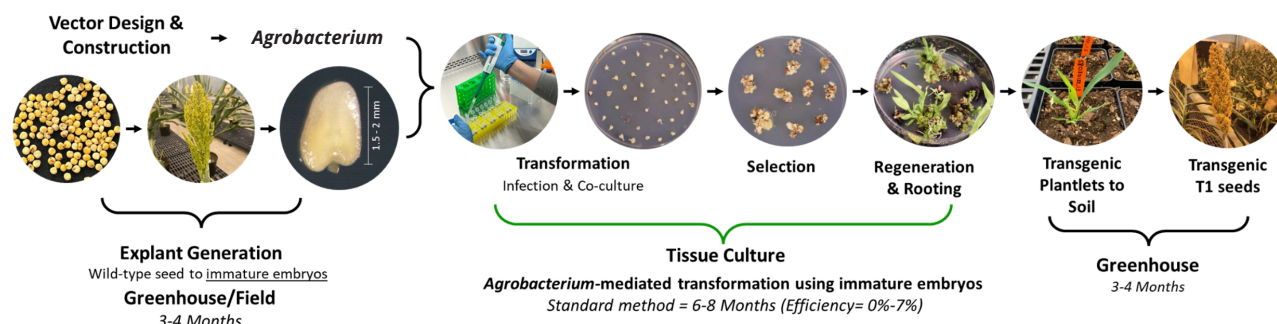 Vector Design &
Construction
Agrobacterium
1.5 - 2 mm
Transformation
Infection & Co-culture
Selection
Regeneration
& Rooting
Transgenic
Plantlets to
Soil
Transgenic
T1 seeds
Explant Generation
Wild-type seed to immature embryos
Greenhouse/Field
3-4 Months
Tissue Culture
Agrobacterium-mediated transformation using immature embryos
Standard method = 6-8 Months (Efficiency= 0%-7%)
Greenhouse
3-4 Months